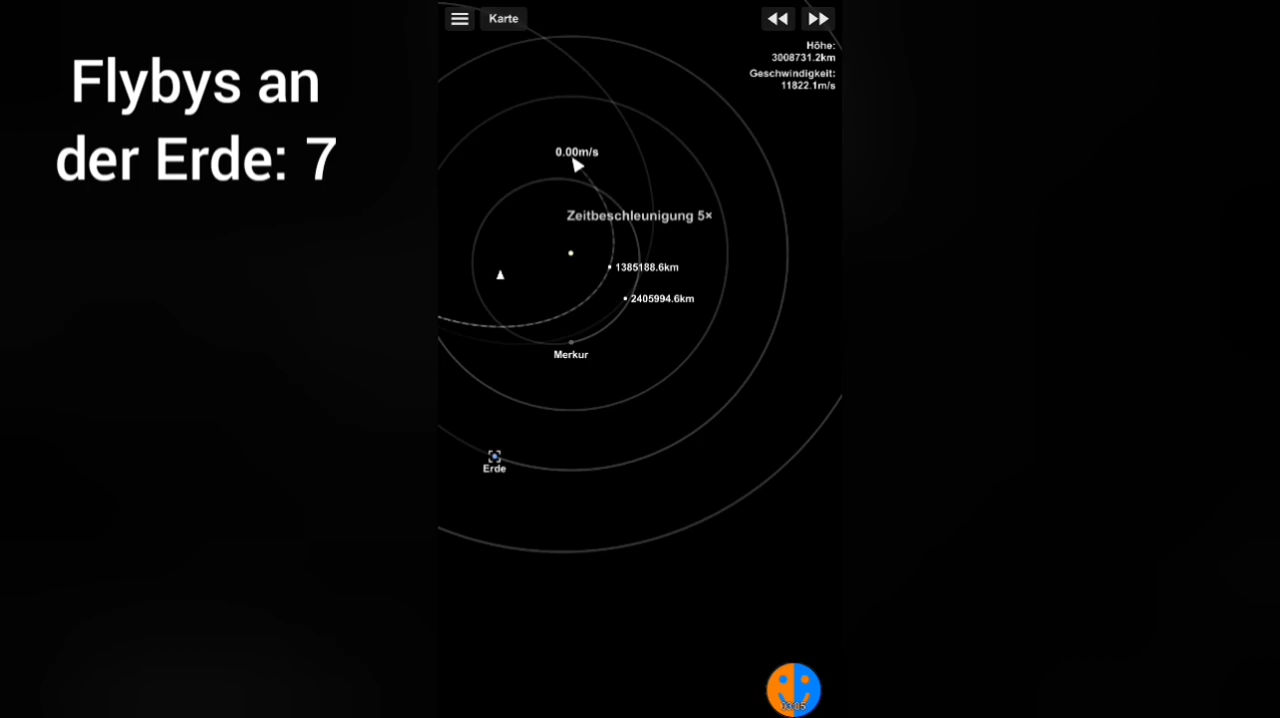 Flybys an
der Erde: 7
Karte
Höhe:
3008731.2km
Geschwindigkeit:
11822.1m/s
0.00m/s
Zeitbeschleunigung 5×
1385188.6km
2405994.6km
Merkur
Erde